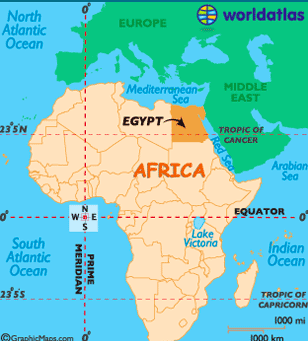 0°
worldatlas
North
Atlantic
Ocean
EUROPE
Mediterranean
Sea
MIDDLE
EAST
EGYPT
23.5N
TROPIC OF
CANCER
Red Sea
AFRICA
Arabian
Sea
N
W E
S
EQUATOR
0°
0°
Lake
Victoria
South
Atlantic
Ocean
PRIME
MERIDIAN
Indian
Ocean
23.5S
TROPIC OF
CAPRICORN
1000 mi
1000 km
©GraphicMaps.com
0°